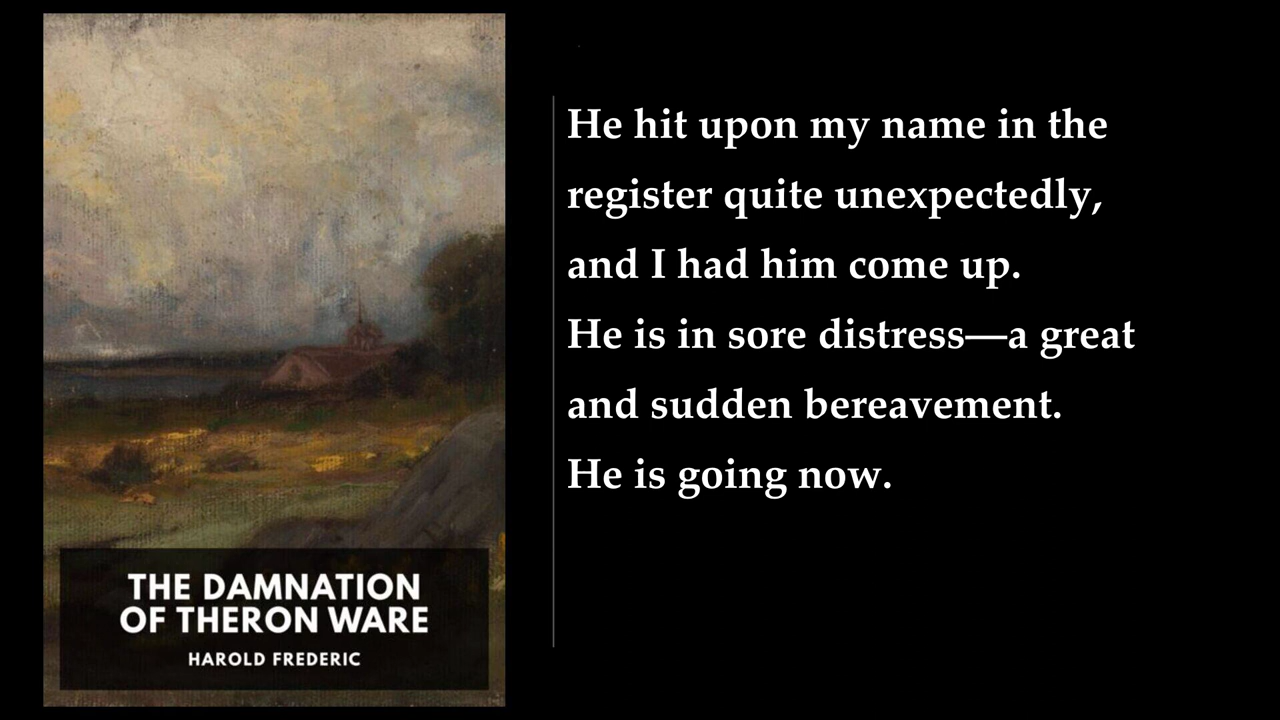 He hit upon my name in the
register quite unexpectedly,
and I had him come up.
He is in sore distress—a great
and sudden bereavement.
He is going now.
THE DAMNATION
OF THERON WARE
HAROLD FREDERIC